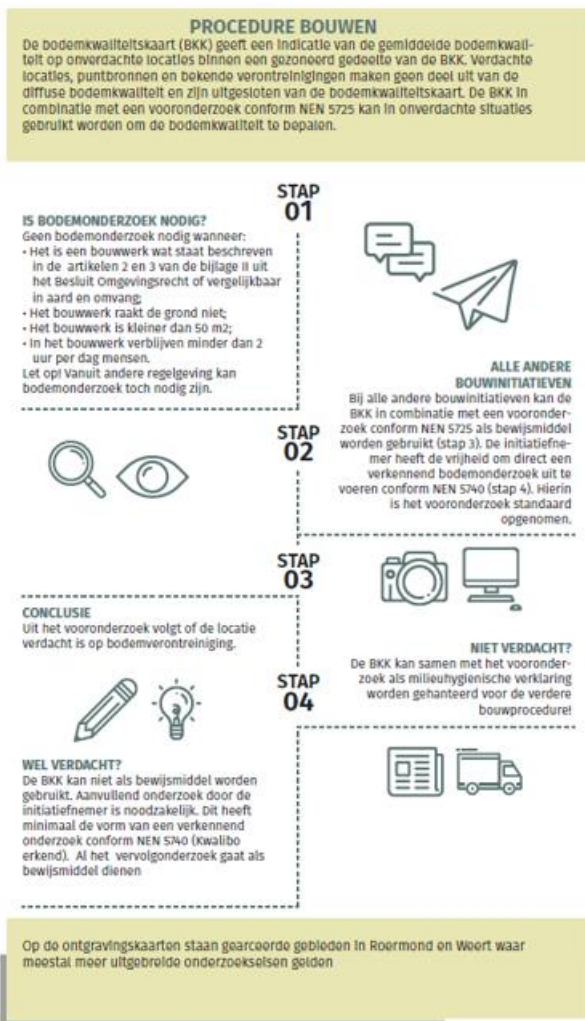 PROCEDURE BOUWEN
De bodemkwaliteitskaart (BKK) geeft een indicatie van de gemiddelde bodemkwali-
teit op onverdachte locaties binnen een gezoneerd gedeelte van de BKK. Verdachte
locaties, puntbronnen en bekende verontreinigingen maken geen deel uit van de
diffuse bodemkwaliteit en zijn uitgesloten van de bodemkwaliteitskaart. De BKK in
combinatie met een vooronderzoek conform NEN 5725 kan in onverdachte situaties
gebruikt worden om de bodemkwaliteit te bepalen.
STAP
01
IS BODEMONDERZOEK NODIG?
Geen bodemonderzoek nodig wanneer:
• Het is een bouwwerk wat staat beschreven
in de artikelen 2 en 3 van de bijlage II uit
het Besluit Omgevingsrecht of vergelijkbaar
in aard en omvang;
• Het bouwwerk raakt de grond niet;
• Het bouwwerk is kleiner dan 50 m2;
• In het bouwwerk verblijven minder dan 2
uur per dag mensen.
Let op! Vanuit andere regelgeving kan
bodemonderzoek toch nodig zijn.
STAP
02
ALLE ANDERE
BOUWINITIATIEVEN
Bij alle andere bouwinitiatieven kan de
BKK in combinatie met een vooronder-
zoek conform NEN 5725 als bewijsmiddel
worden gebruikt (stap 3). De initiatiefne-
mer heeft de vrijheid om direct een
verkennend bodemonderzoek uit te
voeren conform NEN 5740 (stap 4). Hierin
is het vooronderzoek standaard
opgenomen.
STAP
03
CONCLUSIE
Uit het vooronderzoek volgt of de locatie
verdacht is op bodemverontreiniging.
NIET VERDACHT?
De BKK kan samen met het vooronder-
zoek als milieuhygienische verklaring
worden gehanteerd voor de verdere
bouwprocedure!
STAP
04
WEL VERDACHT?
De BKK kan niet als bewijsmiddel worden
gebruikt. Aanvullend onderzoek door de
initiatiefnemer is noodzakelijk. Dit heeft
minimaal de vorm van een verkennend
onderzoek conform NEN 5740 (Kwalibo
erkend). Al het vervolgonderzoek gaat als
bewijsmiddel dienen
Op de ontgravingskaarten staan gearceerde gebieden in Roermond en Weert waar
meestal meer uitgebreide onderzoekseisen gelden